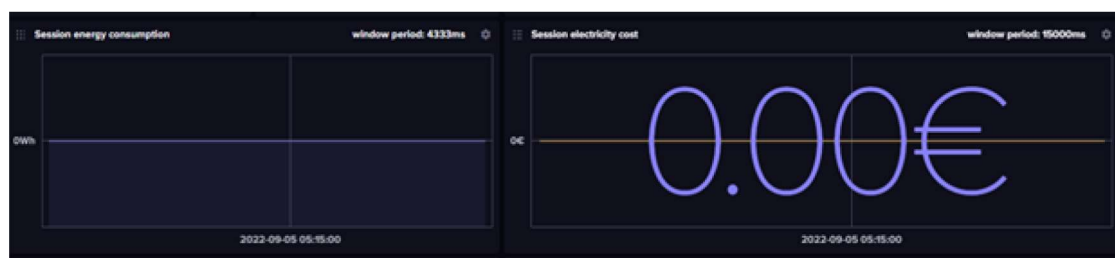 Session energy consumption
window period: 4333ms
0Wh
2022-09-05 05:15:00
Session electricity cost
window period: 15000ms
0€
0.00€
2022-09-05 05:15:00